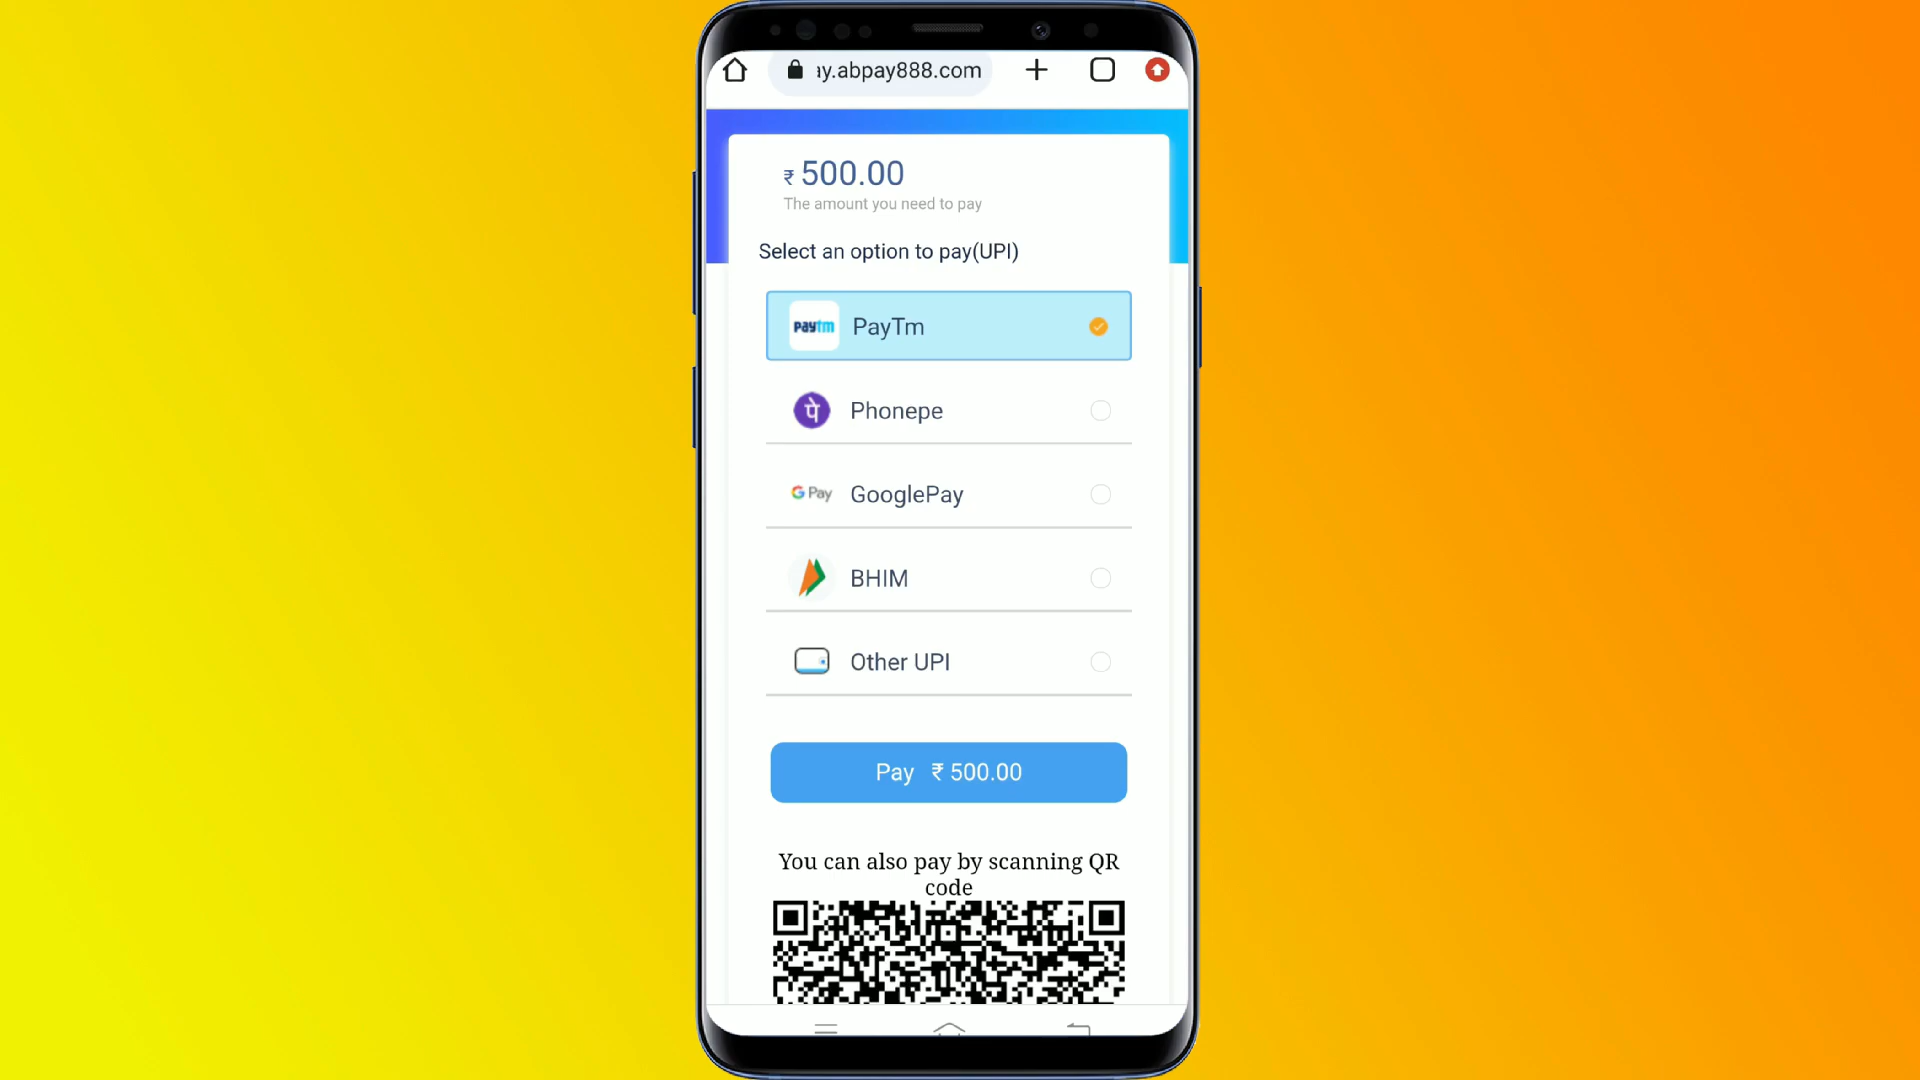 ay.abpay888.com
₹ 500.00
The amount you need to pay
Select an option to pay(UPI)
paytm PayTm
पे Phonepe
G Pay GooglePay
BHIM
Other UPI
Pay ₹ 500.00
You can also pay by scanning QR
code